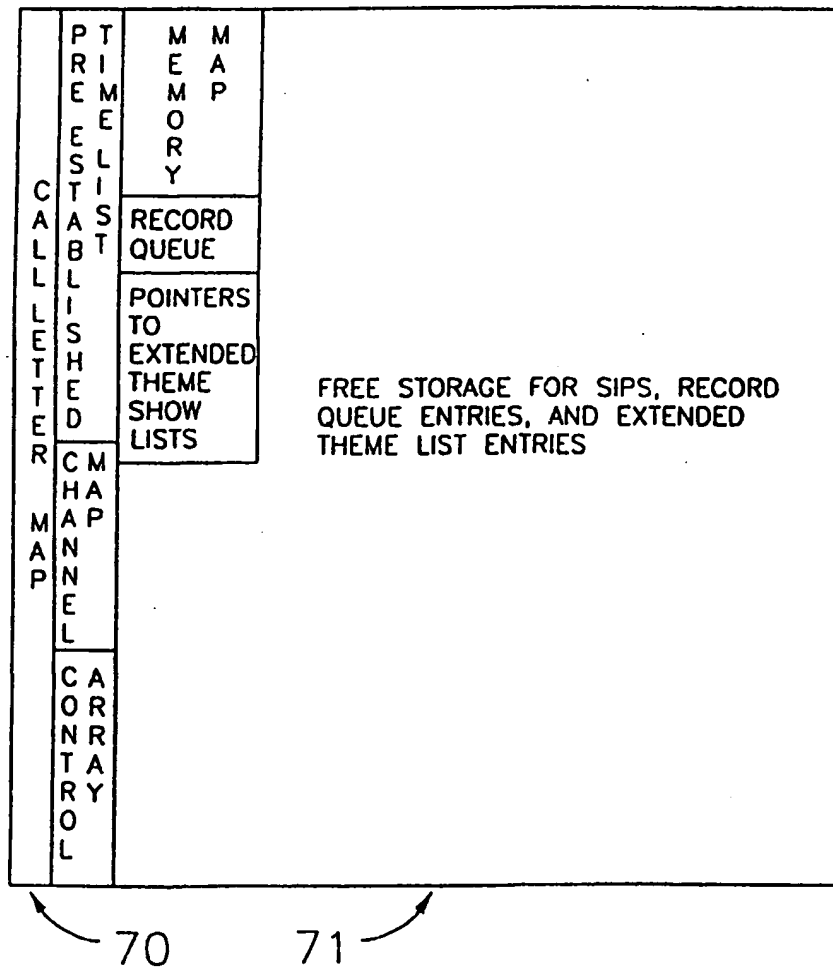 CALL LETTER MAP
PRE ESTABLISHED
TIME LIST
CHANNEL
MAP
CONTROL
ARRAY
MEMORY
MAP
RECORD
QUEUE
POINTERS
TO
EXTENDED
THEME
SHOW
LISTS
FREE STORAGE FOR SIPS, RECORD
QUEUE ENTRIES, AND EXTENDED
THEME LIST ENTRIES
70
71